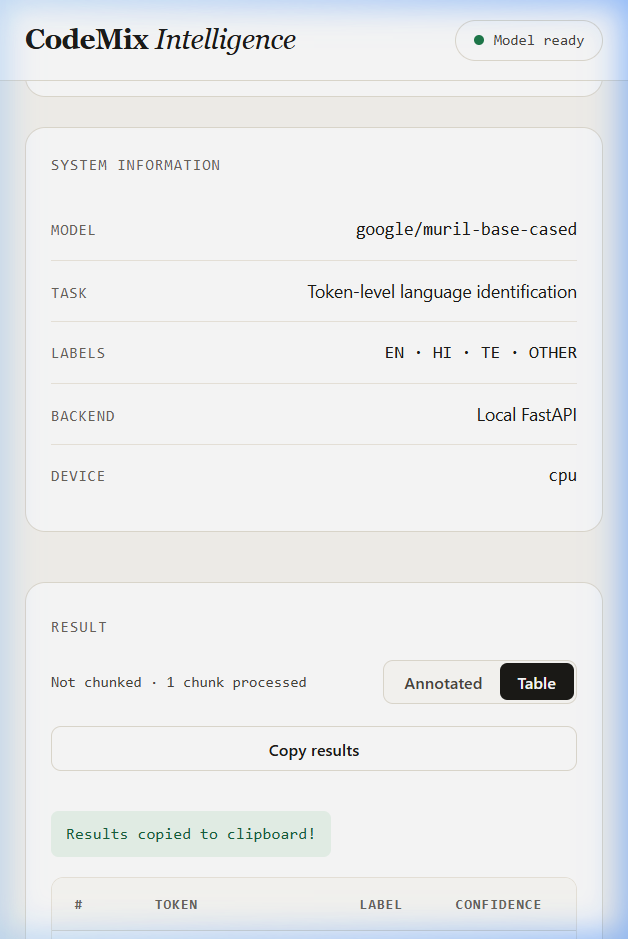 CodeMix Intelligence
Model ready
SYSTEM INFORMATION
MODEL google/muril-base-cased
TASK Token-level language identification
LABELS EN · HI · TE · OTHER
BACKEND Local FastAPI
DEVICE cpu
RESULT
Not chunked · 1 chunk processed
Annotated Table
Copy results
Results copied to clipboard!
# TOKEN LABEL CONFIDENCE